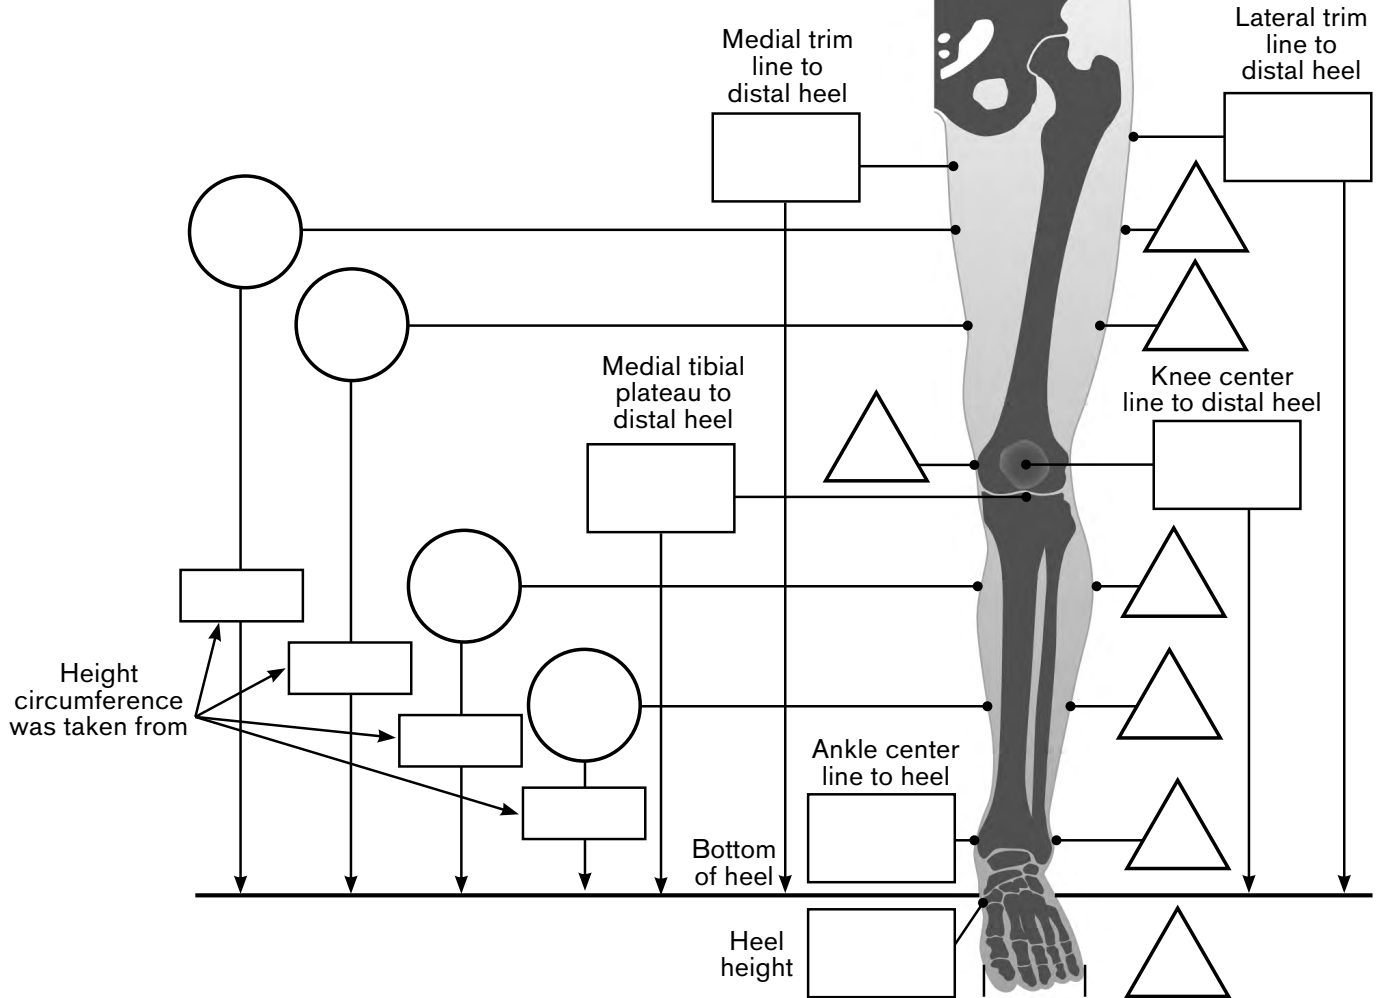 Medial trim
line to
distal heel
Lateral trim
line to
distal heel
Medial tibial
plateau to
distal heel
Knee center
line to distal heel
Height
circumference
was taken from
Ankle center
line to heel
Bottom
of heel
Heel
height